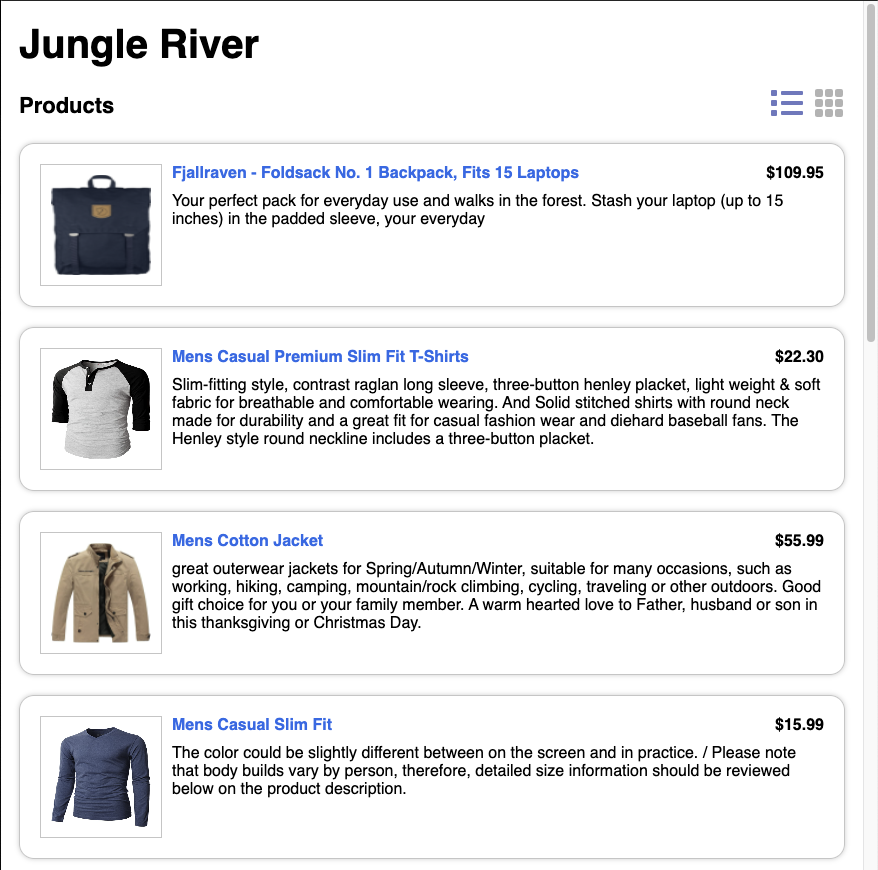 Jungle River
Products
Fjallraven - Foldsack No. 1 Backpack, Fits 15 Laptops $109.95
Your perfect pack for everyday use and walks in the forest. Stash your laptop (up to 15
inches) in the padded sleeve, your everyday
Mens Casual Premium Slim Fit T-Shirts $22.30
Slim-fitting style, contrast raglan long sleeve, three-button henley placket, light weight & soft
fabric for breathable and comfortable wearing. And Solid stitched shirts with round neck
made for durability and a great fit for casual fashion wear and diehard baseball fans. The
Henley style round neckline includes a three-button placket.
Mens Cotton Jacket $55.99
great outerwear jackets for Spring/Autumn/Winter, suitable for many occasions, such as
working, hiking, camping, mountain/rock climbing, cycling, traveling or other outdoors. Good
gift choice for you or your family member. A warm hearted love to Father, husband or son in
this thanksgiving or Christmas Day.
Mens Casual Slim Fit $15.99
The color could be slightly different between on the screen and in practice. / Please note
that body builds vary by person, therefore, detailed size information should be reviewed
below on the product description.